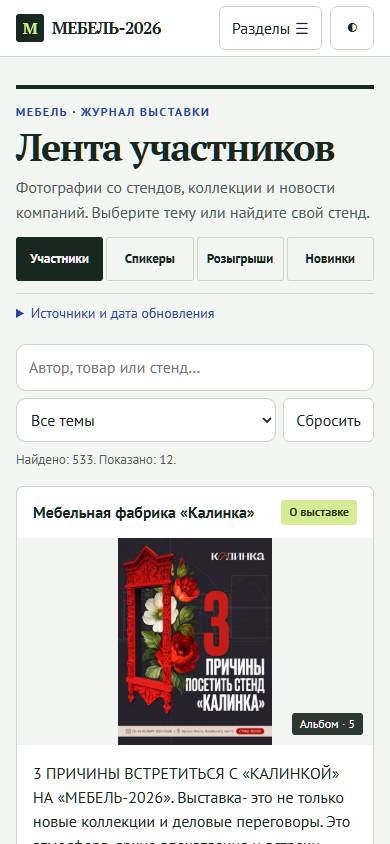 М МЕБЕЛЬ-2026
Разделы ☰
МЕБЕЛЬ · ЖУРНАЛ ВЫСТАВКИ
Лента участников
Фотографии со стендов, коллекции и новости
компаний. Выберите тему или найдите свой стенд.
Участники
Спикеры
Розыгрыши
Новинки
Источники и дата обновления
Автор, товар или стенд...
Все темы
Сбросить
Найдено: 533. Показано: 12.
Мебельная фабрика «Калинка»
О выставке
КАЛИНКА
3
ПРИЧИНЫ
ПОСЕТИТЬ СТЕНД
«КАЛИНКА»
Альбом · 5
3 ПРИЧИНЫ ВСТРЕТИТЬСЯ С «КАЛИНКОЙ»
НА «МЕБЕЛЬ-2026». Выставка- это не только
новые коллекции и деловые переговоры. Это